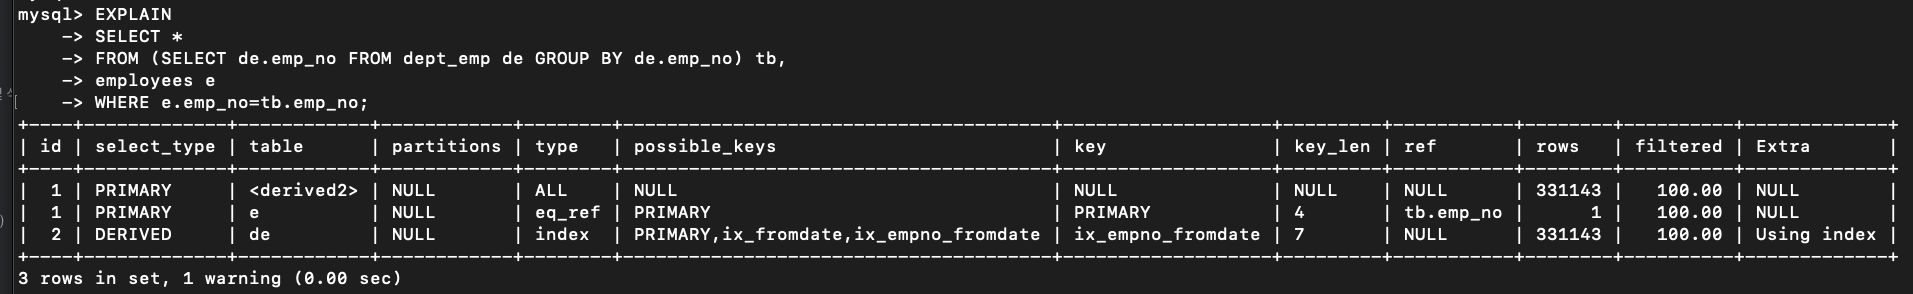 mysql> EXPLAIN
    -> SELECT *
    -> FROM (SELECT de.emp_no FROM dept_emp de GROUP BY de.emp_no) tb,
    -> employees e
    -> WHERE e.emp_no=tb.emp_no;
+----+-------------+------------+------------+--------+---------------------------------------+-------------------+---------+-----------+--------+----------+-------------+
| id | select_type | table      | partitions | type   | possible_keys                         | key               | key_len | ref       | rows   | filtered | Extra       |
+----+-------------+------------+------------+--------+---------------------------------------+-------------------+---------+-----------+--------+----------+-------------+
|  1 | PRIMARY     | <derived2> | NULL       | ALL    | NULL                                  | NULL              | NULL    | NULL      | 331143 |   100.00 | NULL        |
|  1 | PRIMARY     | e          | NULL       | eq_ref | PRIMARY                               | PRIMARY           | 4       | tb.emp_no |      1 |   100.00 | NULL        |
|  2 | DERIVED     | de         | NULL       | index  | PRIMARY,ix_fromdate,ix_empno_fromdate | ix_empno_fromdate | 7       | NULL      | 331143 |   100.00 | Using index |
+----+-------------+------------+------------+--------+---------------------------------------+-------------------+---------+-----------+--------+----------+-------------+
3 rows in set, 1 warning (0.00 sec)